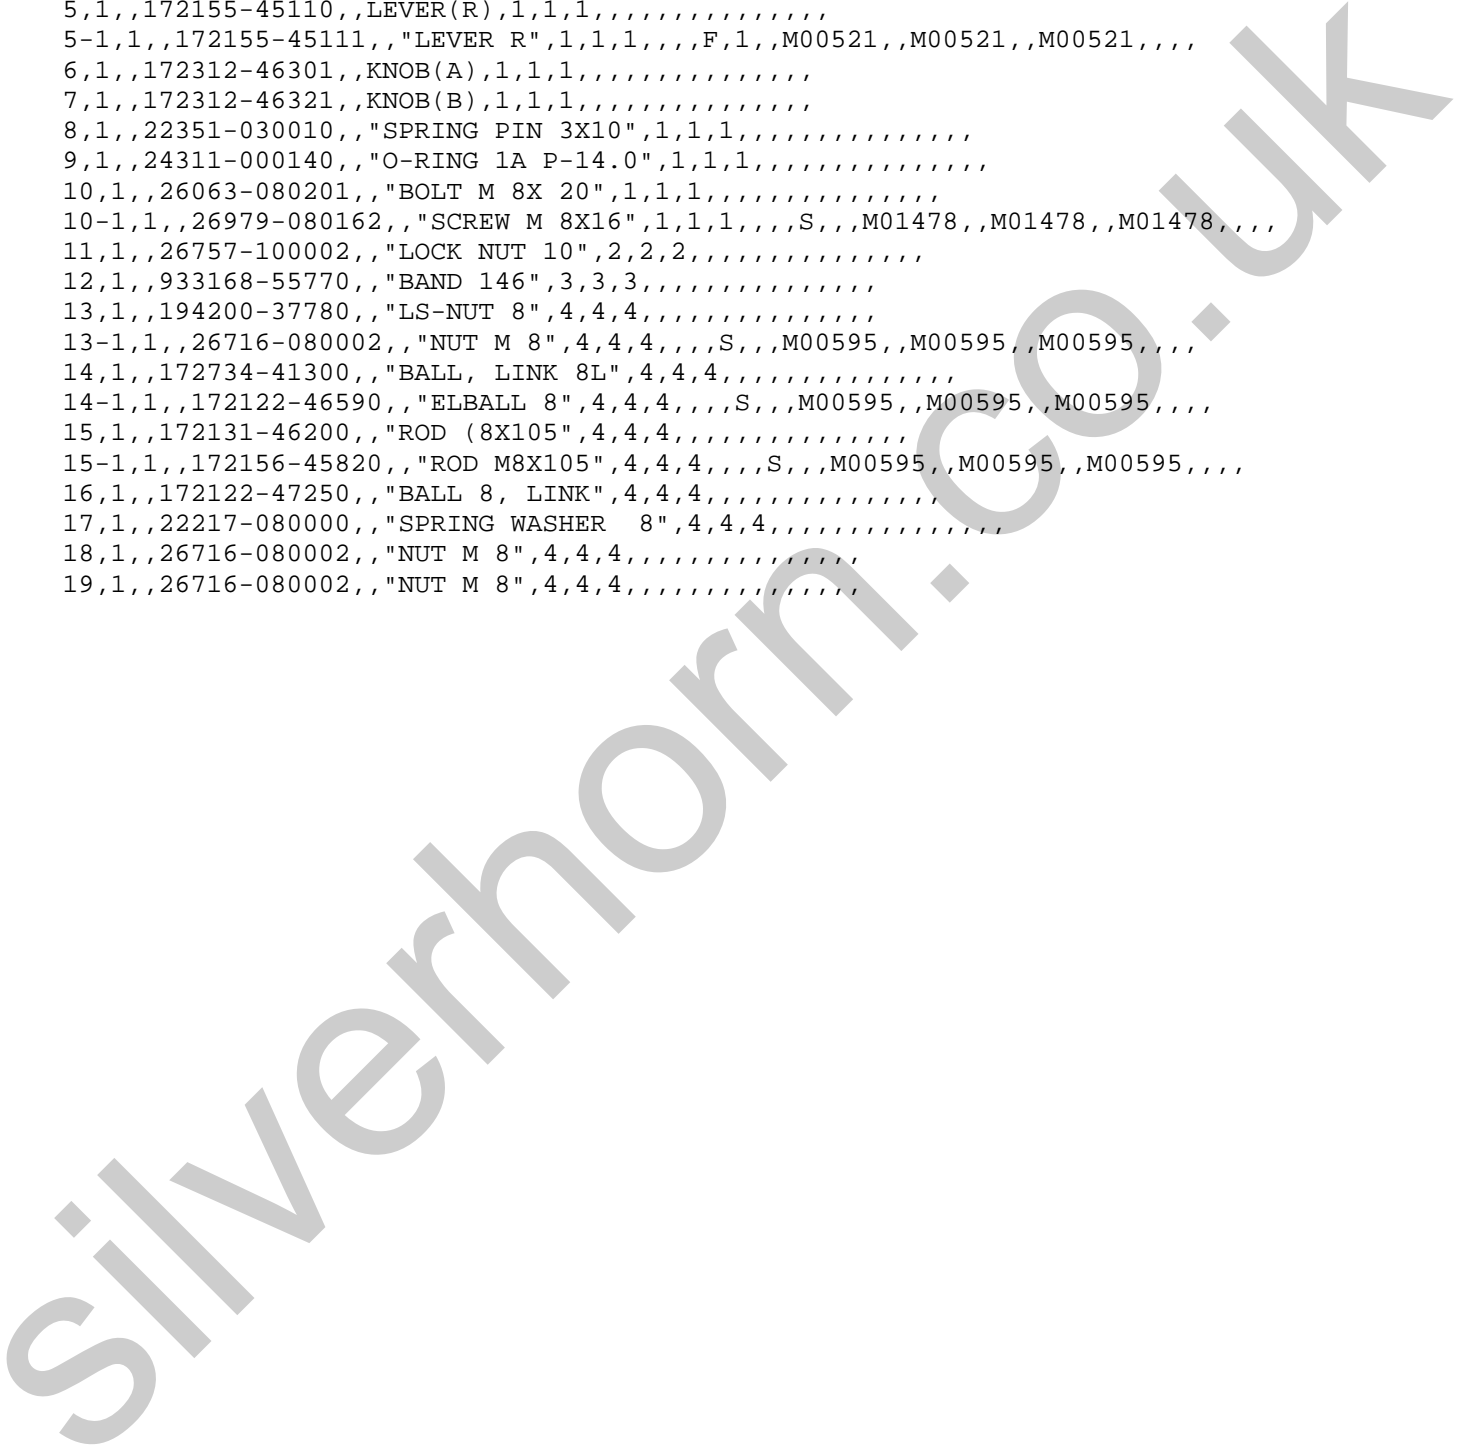 5,1,,172155-45110,,LEVER(R),1,1,1,,,,,,,,,,,,,,,
5-1,1,,172155-45111,,"LEVER R",1,1,1,,,,F,1,,M00521,,M00521,,M00521,,,,
6,1,,172312-46301,,KNOB(A),1,1,1,,,,,,,,,,,,,,,
7,1,,172312-46321,,KNOB(B),1,1,1,,,,,,,,,,,,,,,
8,1,,22351-030010,,"SPRING PIN 3X10",1,1,1,,,,,,,,,,,,,,,
9,1,,24311-000140,,"O-RING 1A P-14.0",1,1,1,,,,,,,,,,,,,,,
10,1,,26063-080201,,"BOLT M 8X 20",1,1,1,,,,,,,,,,,,,,,
10-1,1,,26979-080162,,"SCREW M 8X16",1,1,1,,,,S,,,M01478,,M01478,,M01478,,,,
11,1,,26757-100002,,"LOCK NUT 10",2,2,2,,,,,,,,,,,,,,,
12,1,,933168-55770,,"BAND 146",3,3,3,,,,,,,,,,,,,,,
13,1,,194200-37780,,"LS-NUT 8",4,4,4,,,,,,,,,,,,,,,
13-1,1,,26716-080002,,"NUT M 8",4,4,4,,,,S,,,M00595,,M00595,,M00595,,,,
14,1,,172734-41300,,"BALL, LINK 8L",4,4,4,,,,,,,,,,,,,,,
14-1,1,,172122-46590,,"ELBALL 8",4,4,4,,,,S,,,M00595,,M00595,,M00595,,,,
15,1,,172131-46200,,"ROD (8X105",4,4,4,,,,,,,,,,,,,,,
15-1,1,,172156-45820,,"ROD M8X105",4,4,4,,,,S,,,M00595,,M00595,,M00595,,,,
16,1,,172122-47250,,"BALL 8, LINK",4,4,4,,,,,,,,,,,,,,,
17,1,,22217-080000,,"SPRING WASHER  8",4,4,4,,,,,,,,,,,,,,,
18,1,,26716-080002,,"NUT M 8",4,4,4,,,,,,,,,,,,,,,
19,1,,26716-080002,,"NUT M 8",4,4,4,,,,,,,,,,,,,,,
silverhorn.co.uk